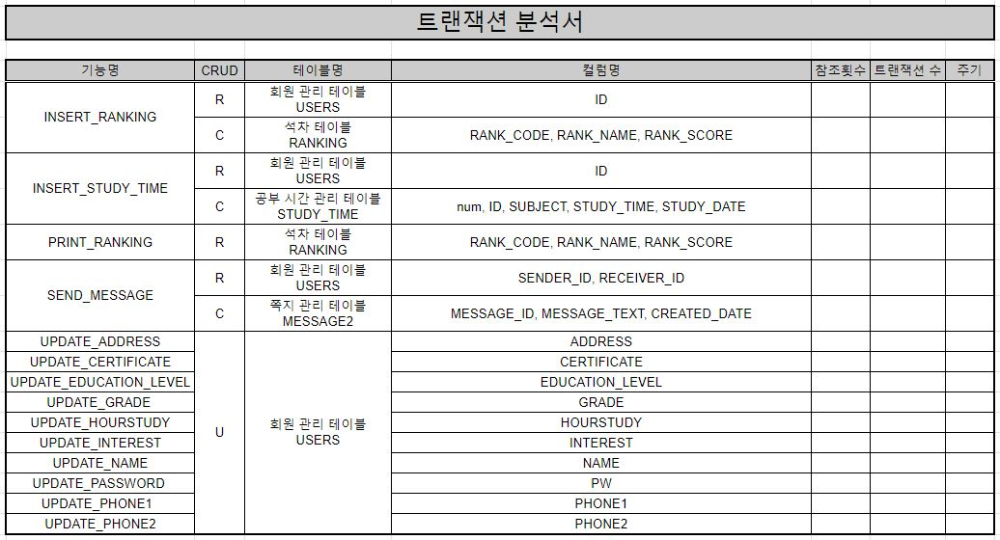 트랜잭션 분석서
기능명 CRUD 테이블명 컬럼명 참조횟수 트랜잭션 수 주기
INSERT_RANKING
R
회원 관리 테이블
USERS
ID
C
석차 테이블
RANKING
RANK_CODE, RANK_NAME, RANK_SCORE
INSERT_STUDY_TIME
R
회원 관리 테이블
USERS
ID
C
공부 시간 관리 테이블
STUDY_TIME
num, ID, SUBJECT, STUDY_TIME, STUDY_DATE
PRINT_RANKING
R
석차 테이블
RANKING
RANK_CODE, RANK_NAME, RANK_SCORE
SEND_MESSAGE
R
회원 관리 테이블
USERS
SENDER_ID, RECEIVER_ID
C
쪽지 관리 테이블
MESSAGE2
MESSAGE_ID, MESSAGE_TEXT, CREATED_DATE
UPDATE_ADDRESS ADDRESS
UPDATE_CERTIFICATE CERTIFICATE
UPDATE_EDUCATION_LEVEL EDUCATION_LEVEL
UPDATE_GRADE GRADE
UPDATE_HOURSTUDY HOURSTUDY
U
회원 관리 테이블
USERS
UPDATE_INTEREST INTEREST
UPDATE_NAME NAME
UPDATE_PASSWORD PW
UPDATE_PHONE1 PHONE1
UPDATE_PHONE2 PHONE2